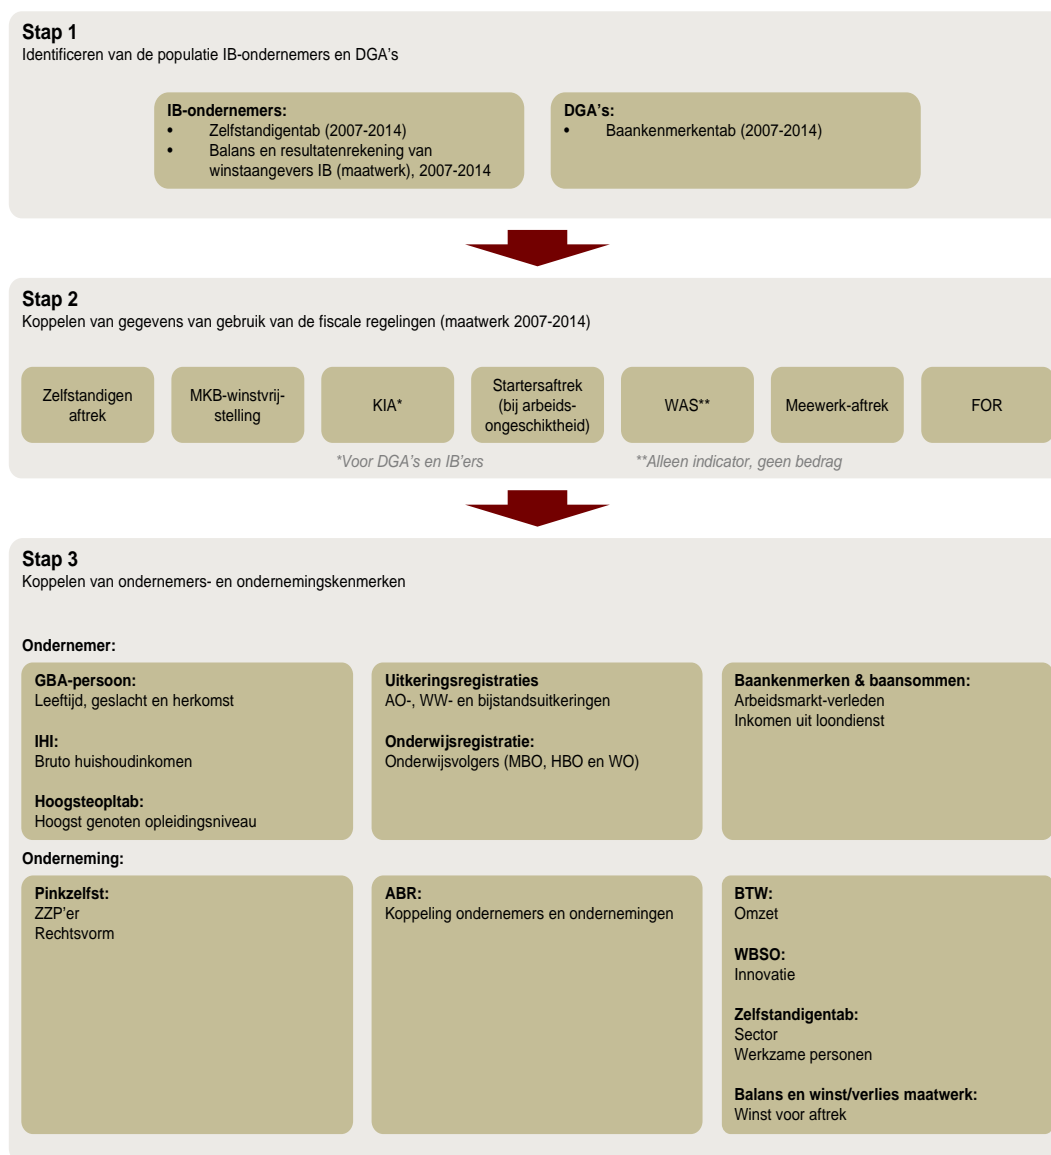 Stap 1
Identificeren van de populatie IB-ondernemers en DGA's
IB-ondernemers:
• Zelfstandigentab (2007-2014)
• Balans en resultatenrekening van
winstaangevers IB (maatwerk), 2007-2014
DGA's:
• Baankenmerkentab (2007-2014)
Stap 2
Koppelen van gegevens van gebruik van de fiscale regelingen (maatwerk 2007-2014)
Zelfstandigen
aftrek
MKB-winstvrij-
stelling
KIA*
Startersaftrek
(bij arbeids-
ongeschiktheid)
WAS**
Meewerk-aftrek
FOR
*Voor DGA's en IB'ers
**Alleen indicator, geen bedrag
Stap 3
Koppelen van ondernemers- en ondernemingskenmerken
Ondernemer:
GBA-persoon:
Leeftijd, geslacht en herkomst
IHI:
Bruto huishoudinkomen
Hoogsteopltab:
Hoogst genoten opleidingsniveau
Uitkeringsregistraties
AO-, WW- en bijstandsuitkeringen
Onderwijsregistratie:
Onderwijsvolgers (MBO, HBO en WO)
Baankenmerken & baansommen:
Arbeidsmarkt-verleden
Inkomen uit loondienst
Onderneming:
Pinkzelfst:
ZZP'er
Rechtsvorm
ABR:
Koppeling ondernemers en ondernemingen
BTW:
Omzet
WBSO:
Innovatie
Zelfstandigentab:
Sector
Werkzame personen
Balans en winst/verlies maatwerk:
Winst voor aftrek